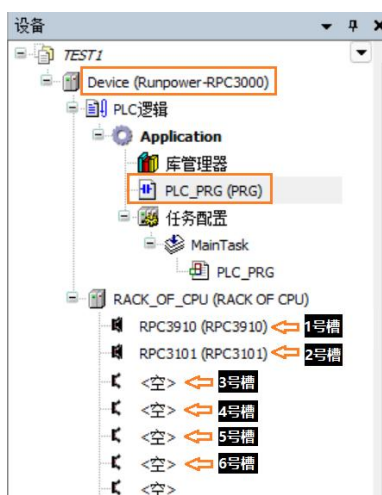 设备
TEST1
Device (Runpower-RPC3000)
PLC逻辑
Application
库管理器
PLC_PRG (PRG)
任务配置
MainTask
PLC_PRG
RACK_OF_CPU (RACK OF CPU)
RPC3910 (RPC3910) 1号槽
RPC3101 (RPC3101) 2号槽
<空> 3号槽
<空> 4号槽
<空> 5号槽
<空> 6号槽
<空>